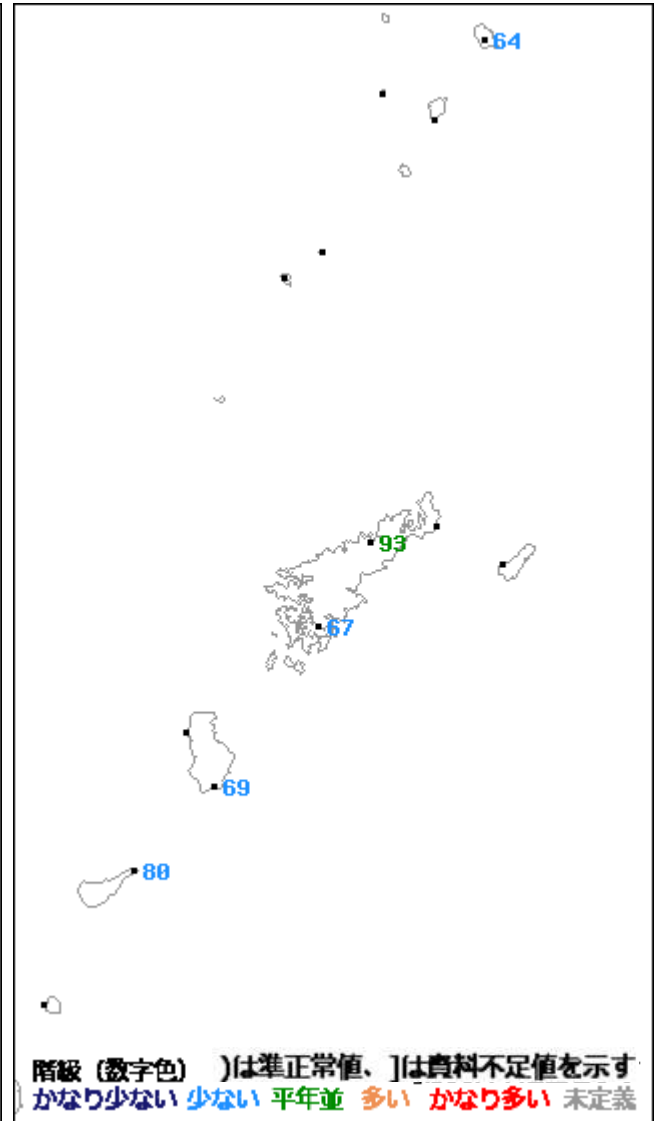 64
93
67
69
80
階級（数字色） )は準正常値、]は資料不足値を示す
かなり少ない 少ない 平年並 多い かなり多い 未定義